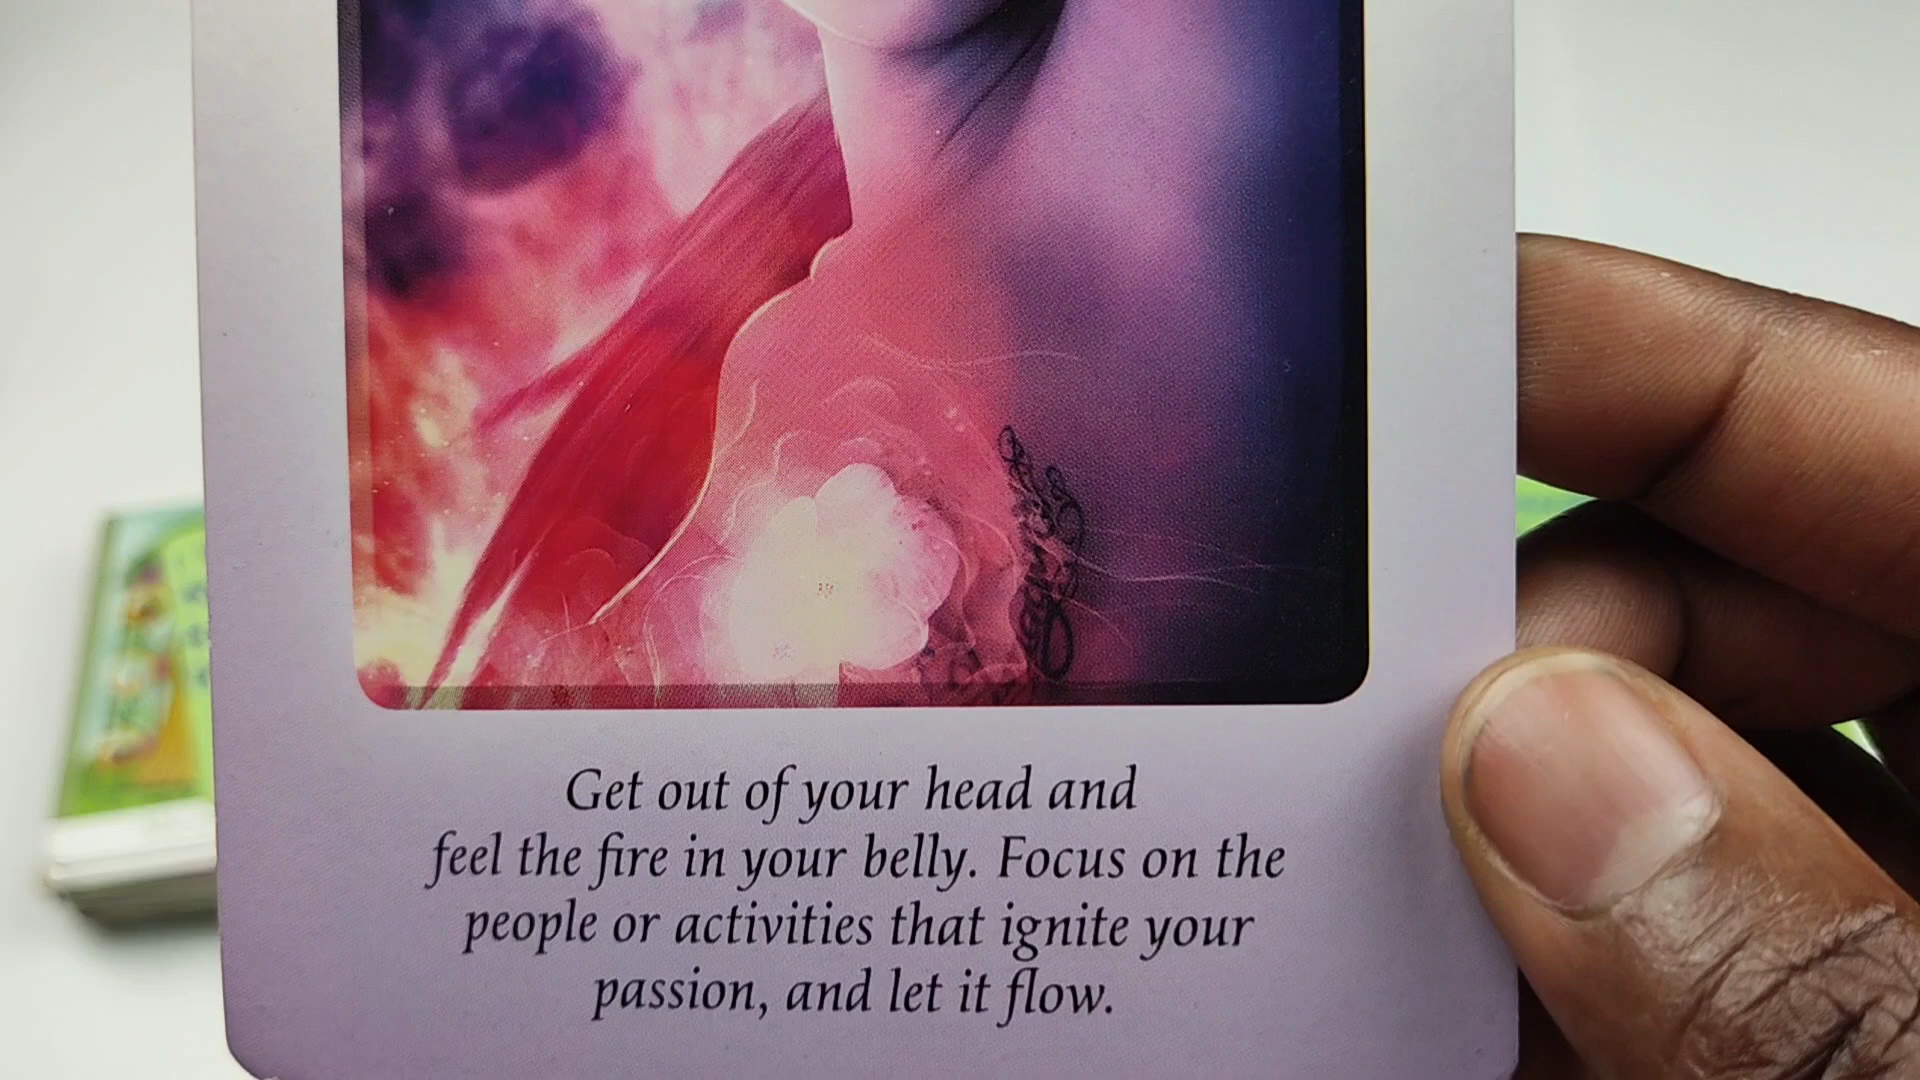 Get out of your head and
feel the fire in your belly. Focus on the
people or activities that ignite your
passion, and let it flow.